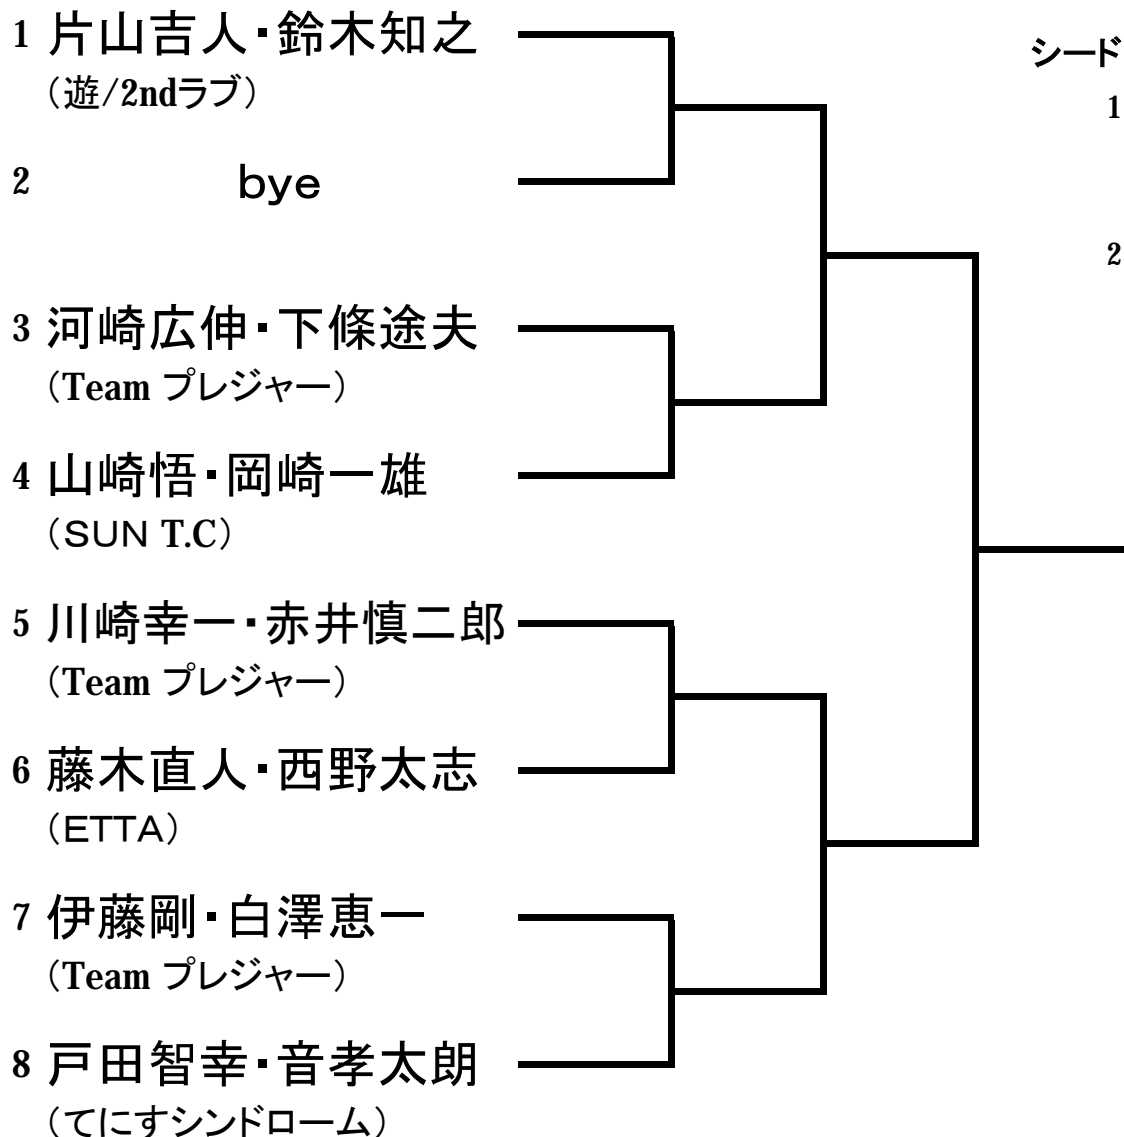 1 片山吉人・鈴木知之
（遊/2ndラブ）
2 bye
3 河崎広伸・下條途夫
（Team プレジャー）
4 山崎悟・岡崎一雄
（SUN T.C）
5 川崎幸一・赤井慎二郎
（Team プレジャー）
6 藤木直人・西野太志
（ETTA）
7 伊藤剛・白澤恵一
（Team プレジャー）
8 戸田智幸・音孝太朗
（てにすシンドローム）
シード
1
2